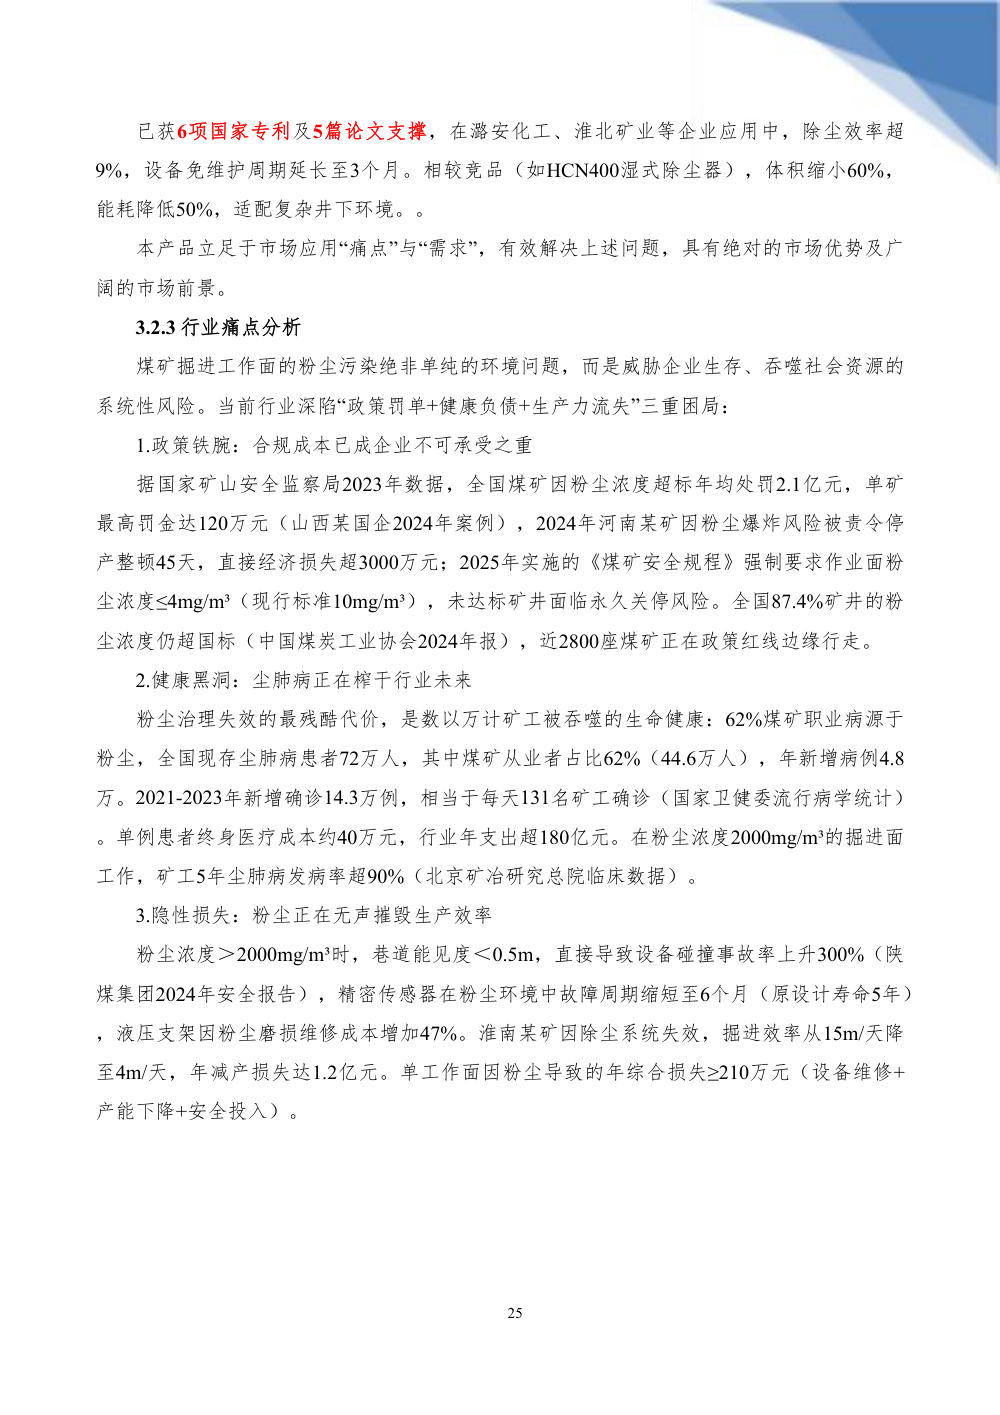 已获6项国家专利及5篇论文支撑，在潞安化工、淮北矿业等企业应用中，除尘效率超
9%，设备免维护周期延长至3个月。相较竞品（如HCN400湿式除尘器），体积缩小60%，
能耗降低50%，适配复杂井下环境。。
本产品立足于市场应用“痛点”与“需求”，有效解决上述问题，具有绝对的市场优势及广
阔的市场前景。
3.2.3 行业痛点分析
煤矿掘进工作面的粉尘污染绝非单纯的环境问题，而是威胁企业生存、吞噬社会资源的
系统性风险。当前行业深陷“政策罚单+健康负债+生产力流失”三重困局：
1.政策铁腕：合规成本已成企业不可承受之重
据国家矿山安全监察局2023年数据，全国煤矿因粉尘浓度超标年均处罚2.1亿元，单矿
最高罚金达120万元（山西某国企2024年案例），2024年河南某矿因粉尘爆炸风险被责令停
产整顿45天，直接经济损失超3000万元；2025年实施的《煤矿安全规程》强制要求作业面粉
尘浓度≤4mg/m³（现行标准10mg/m³），未达标矿井面临永久关停风险。全国87.4%矿井的粉
尘浓度仍超国标（中国煤炭工业协会2024年报），近2800座煤矿正在政策红线边缘行走。
2.健康黑洞：尘肺病正在榨干行业未来
粉尘治理失效的最残酷代价，是数以万计矿工被吞噬的生命健康：62%煤矿职业病源于
粉尘，全国现存尘肺病患者72万人，其中煤矿从业者占比62%（44.6万人），年新增病例4.8
万。2021-2023年新增确诊14.3万例，相当于每天131名矿工确诊（国家卫健委流行病学统计）
。单例患者终身医疗成本约40万元，行业年支出超180亿元。在粉尘浓度2000mg/m³的掘进面
工作，矿工5年尘肺病发病率超90%（北京矿冶研究总院临床数据）。
3.隐性损失：粉尘正在无声摧毁生产效率
粉尘浓度＞2000mg/m³时，巷道能见度＜0.5m，直接导致设备碰撞事故率上升300%（陕
煤集团2024年安全报告），精密传感器在粉尘环境中故障周期缩短至6个月（原设计寿命5年）
，液压支架因粉尘磨损维修成本增加47%。淮南某矿因除尘系统失效，掘进效率从15m/天降
至4m/天，年减产损失达1.2亿元。单工作面因粉尘导致的年综合损失≥210万元（设备维修+
产能下降+安全投入）。
25